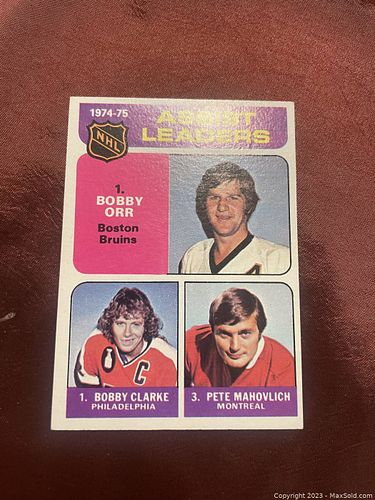 1974-75
ASSIST
LEADERS
NHL
1.
BOBBY
ORR
Boston
Bruins
A
C
1. BOBBY CLARKE
PHILADELPHIA
3. PETE MAHOVLICH
MONTREAL
Copyright 2023 - MaxSold.com